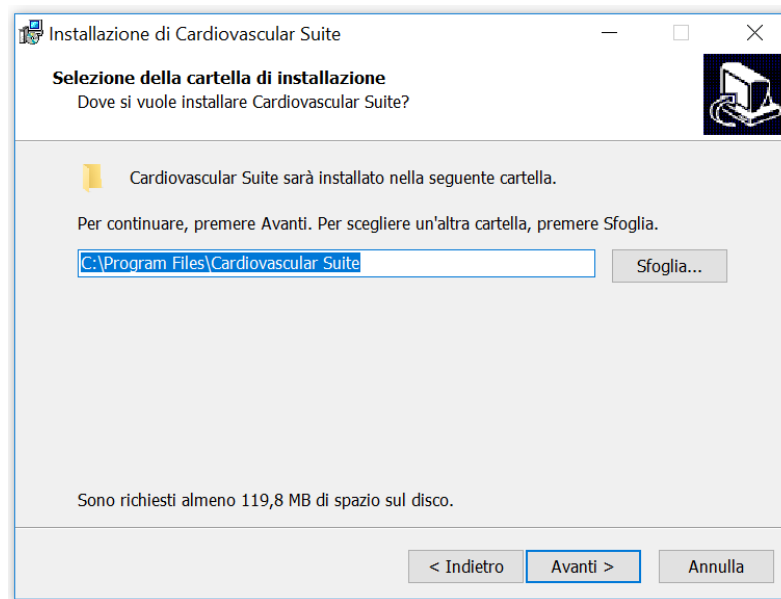 Installazione di Cardiovascular Suite
Selezione della cartella di installazione
Dove si vuole installare Cardiovascular Suite?
Cardiovascular Suite sarà installato nella seguente cartella.
Per continuare, premere Avanti. Per scegliere un'altra cartella, premere Sfoglia.
C:\Program Files\Cardiovascular Suite
Sfoglia...
Sono richiesti almeno 119,8 MB di spazio sul disco.
< Indietro
Avanti >
Annulla